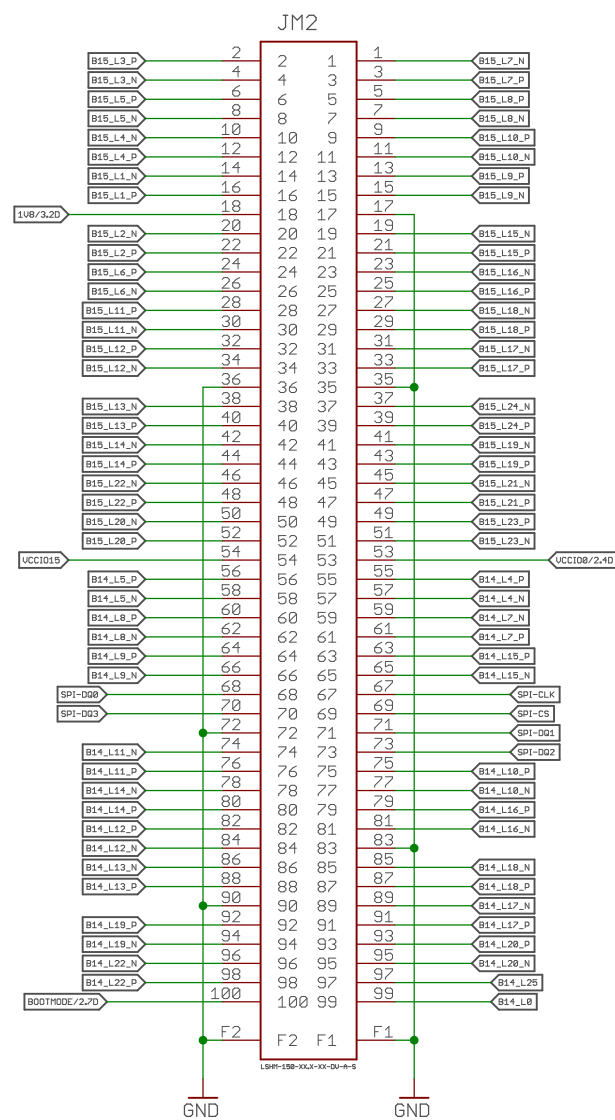 JM2
B15_L3_P 2 2 1 1 B15_L7_N
B15_L3_N 4 4 3 3 B15_L7_P
B15_L5_P 6 6 5 5 B15_L8_P
B15_L5_N 8 8 7 7 B15_L8_N
B15_L4_N 10 10 9 9 B15_L10_P
B15_L4_P 12 12 11 11 B15_L10_N
B15_L1_N 14 14 13 13 B15_L9_P
B15_L1_P 16 16 15 15 B15_L9_N
1V8/3.2D 18 18 17 17
B15_L2_N 20 20 19 19 B15_L15_N
B15_L2_P 22 22 21 21 B15_L15_P
B15_L6_P 24 24 23 23 B15_L16_N
B15_L6_N 26 26 25 25 B15_L16_P
B15_L11_P 28 28 27 27 B15_L18_N
B15_L11_N 30 30 29 29 B15_L18_P
B15_L12_P 32 32 31 31 B15_L17_N
B15_L12_N 34 34 33 33 B15_L17_P
36 36 35 35
B15_L13_N 38 38 37 37 B15_L24_N
B15_L13_P 40 40 39 39 B15_L24_P
B15_L14_N 42 42 41 41 B15_L19_N
B15_L14_P 44 44 43 43 B15_L19_P
B15_L22_N 46 46 45 45 B15_L21_N
B15_L22_P 48 48 47 47 B15_L21_P
B15_L20_N 50 50 49 49 B15_L23_P
B15_L20_P 52 52 51 51 B15_L23_N
VCCIO15 54 54 53 53 VCCIO0/2.4D
B14_L5_P 56 56 55 55 B14_L4_P
B14_L5_N 58 58 57 57 B14_L4_N
B14_L8_P 60 60 59 59 B14_L7_N
B14_L8_N 62 62 61 61 B14_L7_P
B14_L9_P 64 64 63 63 B14_L15_P
B14_L9_N 66 66 65 65 B14_L15_N
SPI-DQ0 68 68 67 67 SPI-CLK
SPI-DQ3 70 70 69 69 SPI-CS
72 72 71 71 SPI-DQ1
B14_L11_N 74 74 73 73 SPI-DQ2
B14_L11_P 76 76 75 75 B14_L10_P
B14_L14_N 78 78 77 77 B14_L10_N
B14_L14_P 80 80 79 79 B14_L16_P
B14_L12_P 82 82 81 81 B14_L16_N
B14_L12_N 84 84 83 83
B14_L13_N 86 86 85 85 B14_L18_N
B14_L13_P 88 88 87 87 B14_L18_P
90 90 89 89 B14_L17_N
B14_L19_P 92 92 91 91 B14_L17_P
B14_L19_N 94 94 93 93 B14_L20_P
B14_L22_N 96 96 95 95 B14_L20_N
B14_L22_P 98 98 97 97 B14_L25
BOOTMODE/2.7D 100 100 99 99 B14_L0
F2 F2 F1 F1
LSHM-150-XX.X-XX-DV-A-S
GND GND